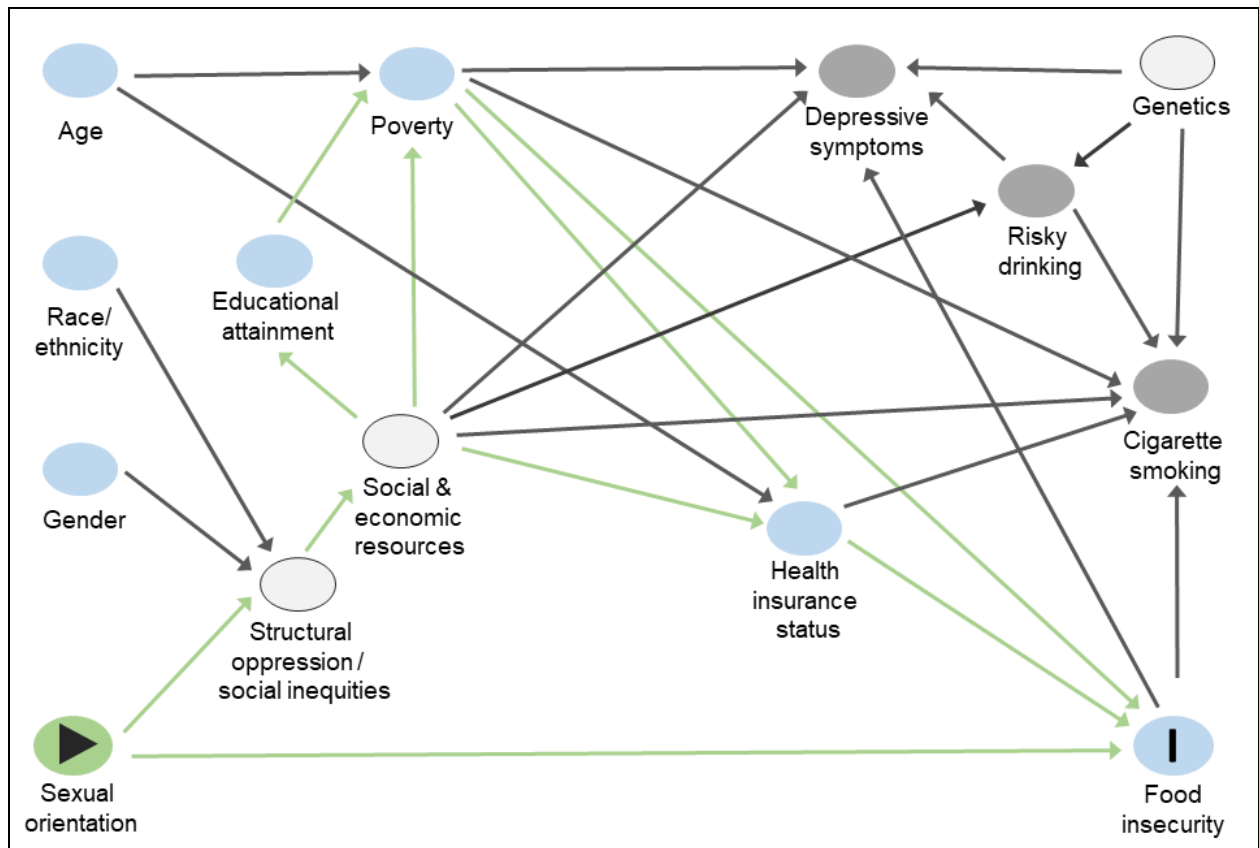 Age
Poverty
Depressive
symptoms
Genetics
Risky
drinking
Race/
ethnicity
Educational
attainment
Cigarette
smoking
Gender
Social &
economic
resources
Health
insurance
status
Structural
oppression /
social inequities
Sexual
orientation
Food
insecurity